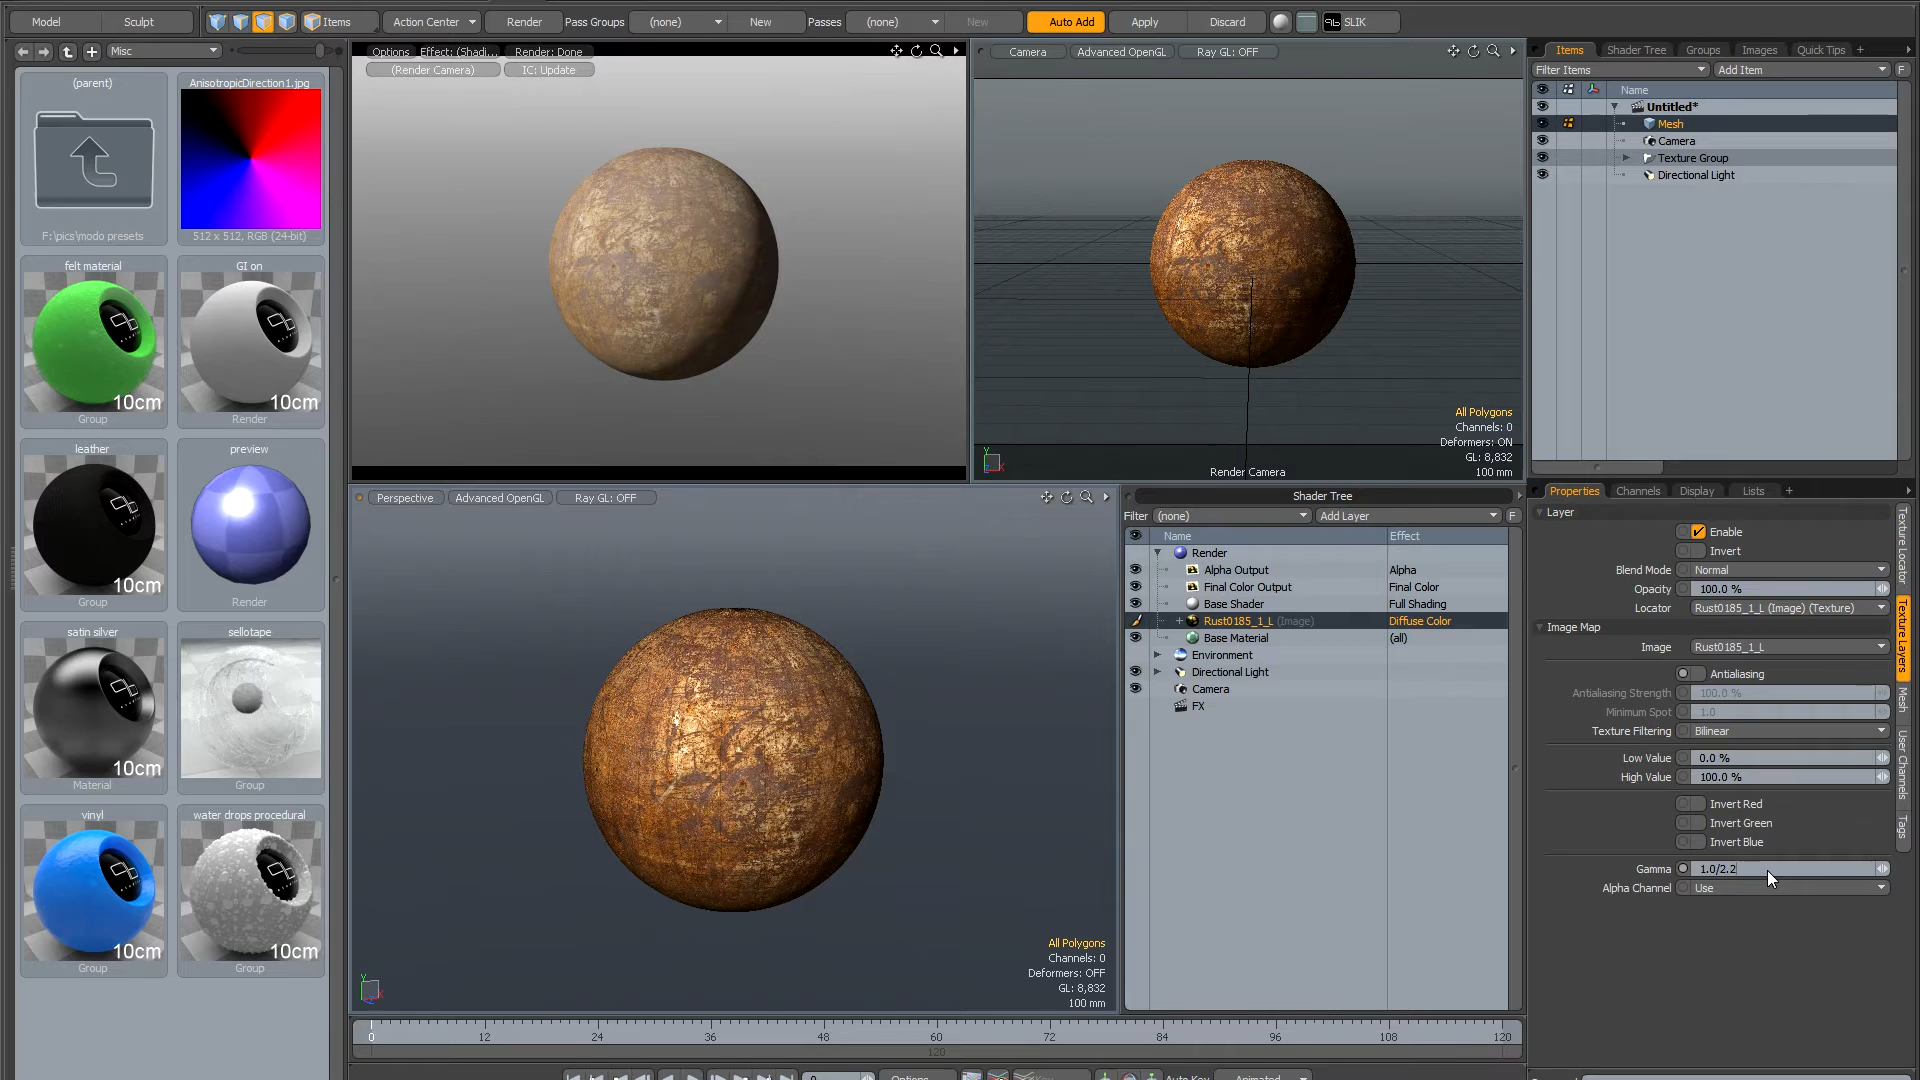 Model Sculpt Items Action Center Render Pass Groups (none) New Passes (none) New Auto Add Apply Discard SLIK
Misc
(parent)
F:\pics\modo presets
AnisotropicDirection1.jpg
512 x 512, RGB (24-bit)
felt material
10cm
Group
GI on
10cm
Render
leather
10cm
Group
preview
Render
satin silver
10cm
Material
sellotape
Group
vinyl
10cm
Group
water drops procedural
10cm
Group
Options Effect: (Shadi... Render: Done
(Render Camera) IC: Update
Camera Advanced OpenGL Ray GL: OFF
All Polygons
Channels: 0
Deformers: ON
GL: 8,832
100 mm
Render Camera
Perspective Advanced OpenGL Ray GL: OFF
All Polygons
Channels: 0
Deformers: OFF
GL: 8,832
100 mm
Shader Tree
Filter (none) Add Layer F
Name Effect
Render
Alpha Output Alpha
Final Color Output Final Color
Base Shader Full Shading
Rust0185_1_L (Image) Diffuse Color
Base Material (all)
Environment
Directional Light
Camera
FX
Items Shader Tree Groups Images Quick Tips +
Filter Items Add Item F
Name
Untitled*
Mesh
Camera
Texture Group
Directional Light
Properties Channels Display Lists +
Layer
Enable
Invert
Blend Mode Normal
Opacity 100.0 %
Locator Rust0185_1_L (Image) (Texture)
Image Map
Image Rust0185_1_L
Antialiasing
Antialiasing Strength 100.0 %
Minimum Spot 1.0
Texture Filtering Bilinear
Low Value 0.0 %
High Value 100.0 %
Invert Red
Invert Green
Invert Blue
Gamma 1.0/2.2
Alpha Channel Use
Texture Locator
Texture Layers
Mesh
User Channels
Tags
0 12 24 36 48 60 72 84 96 108 120
120
0 Options Key Auto Key Animated